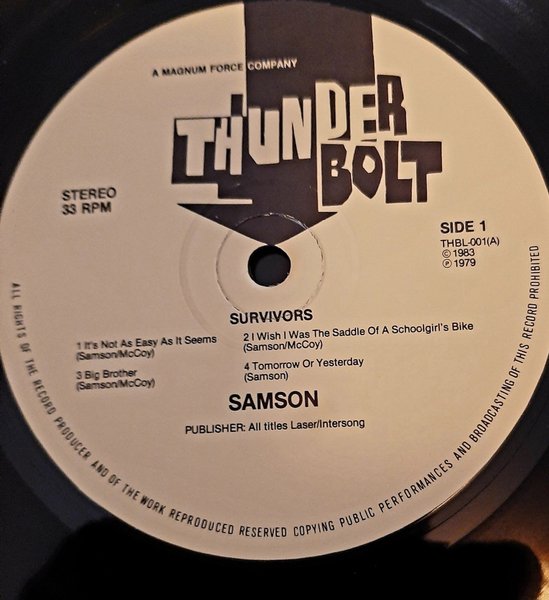 A MAGNUM FORCE COMPANY
THUNDER
BOLT
STEREO
33 RPM
SIDE 1
THBL-001(A)
© 1983
℗ 1979
SURVIVORS
1 It's Not As Easy As It Seems
(Samson/McCoy)
2 I Wish I Was The Saddle Of A Schoolgirl's Bike
(Samson/McCoy)
3 Big Brother
(Samson/McCoy)
4 Tomorrow Or Yesterday
(Samson)
SAMSON
PUBLISHER: All titles Laser/Intersong
ALL RIGHTS OF THE RECORD PRODUCER AND OF THE WORK REPRODUCED RESERVED COPYING PUBLIC PERFORMANCES AND BROADCASTING OF THIS RECORD PROHIBITED